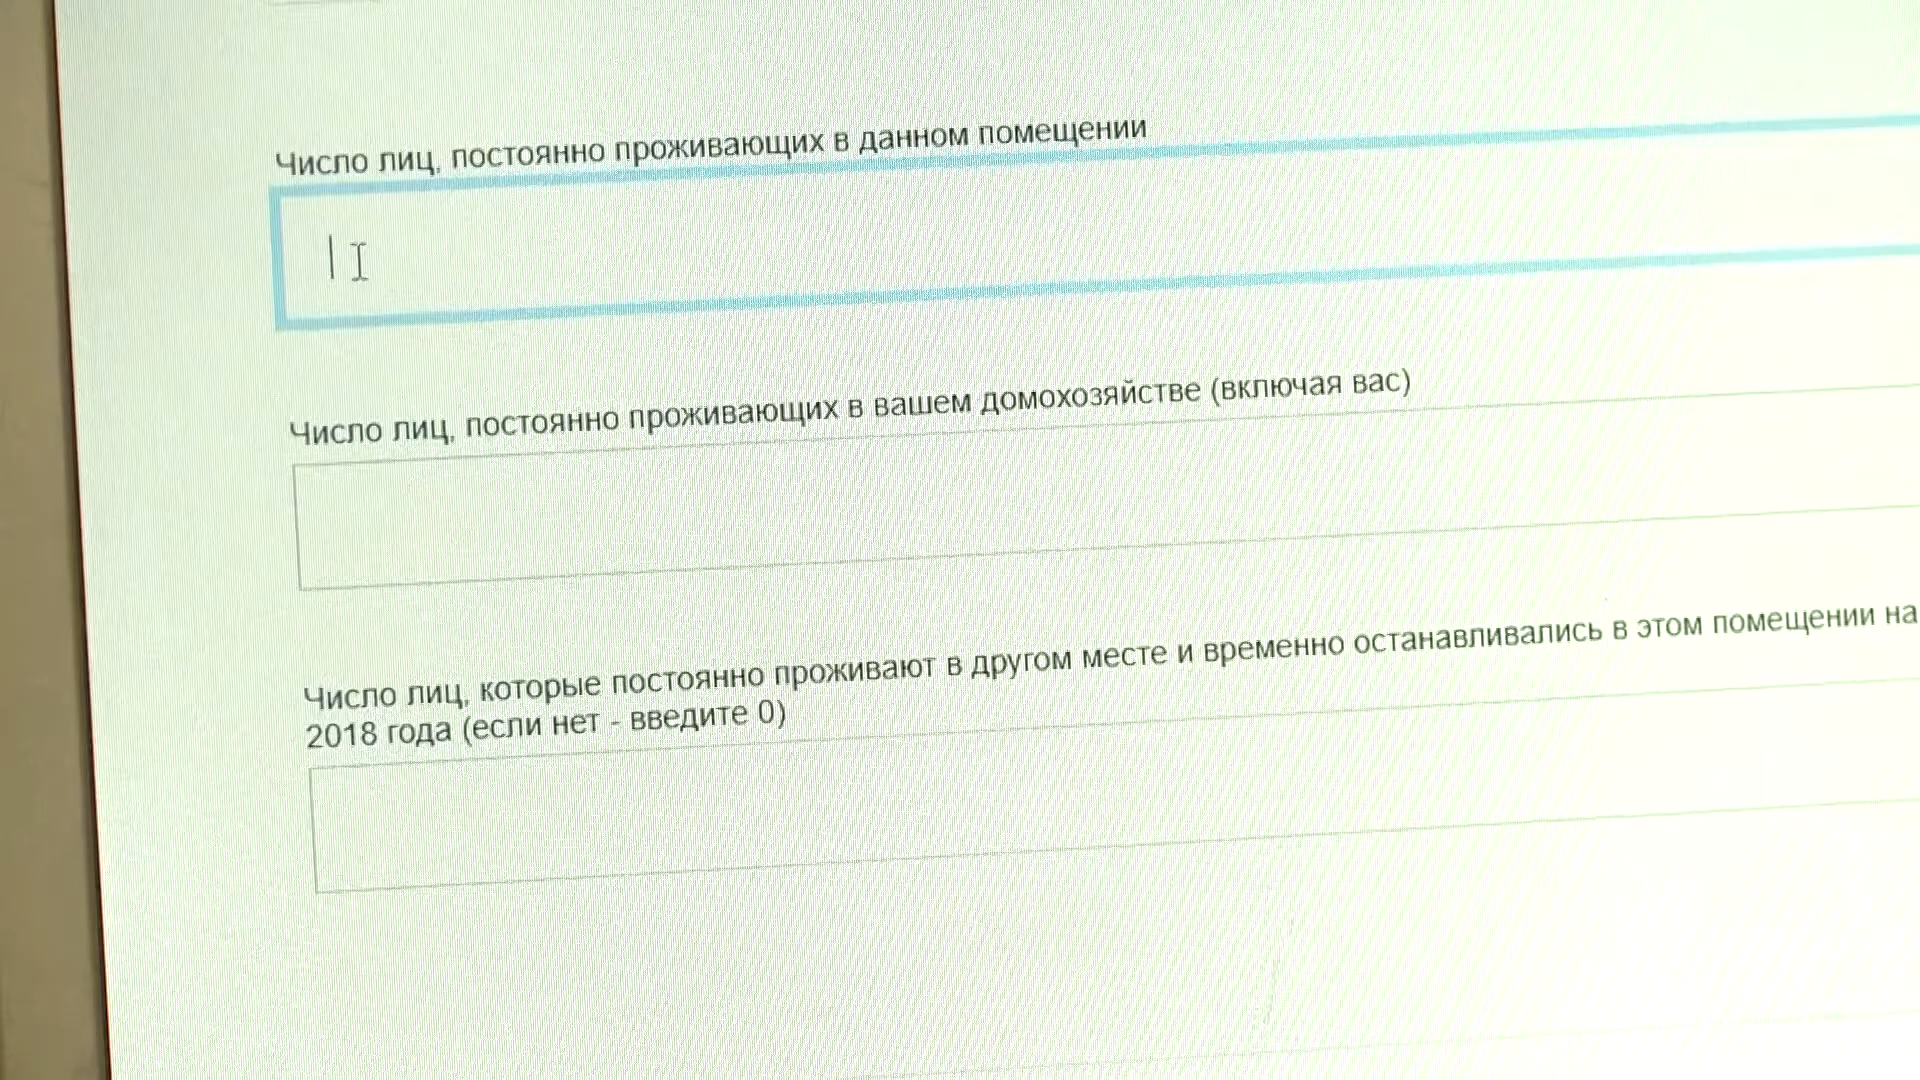 Число лиц, постоянно проживающих в данном помещении
Число лиц, постоянно проживающих в вашем домохозяйстве (включая вас)
Число лиц, которые постоянно проживают в другом месте и временно останавливались в этом помещении на
2018 года (если нет - введите 0)